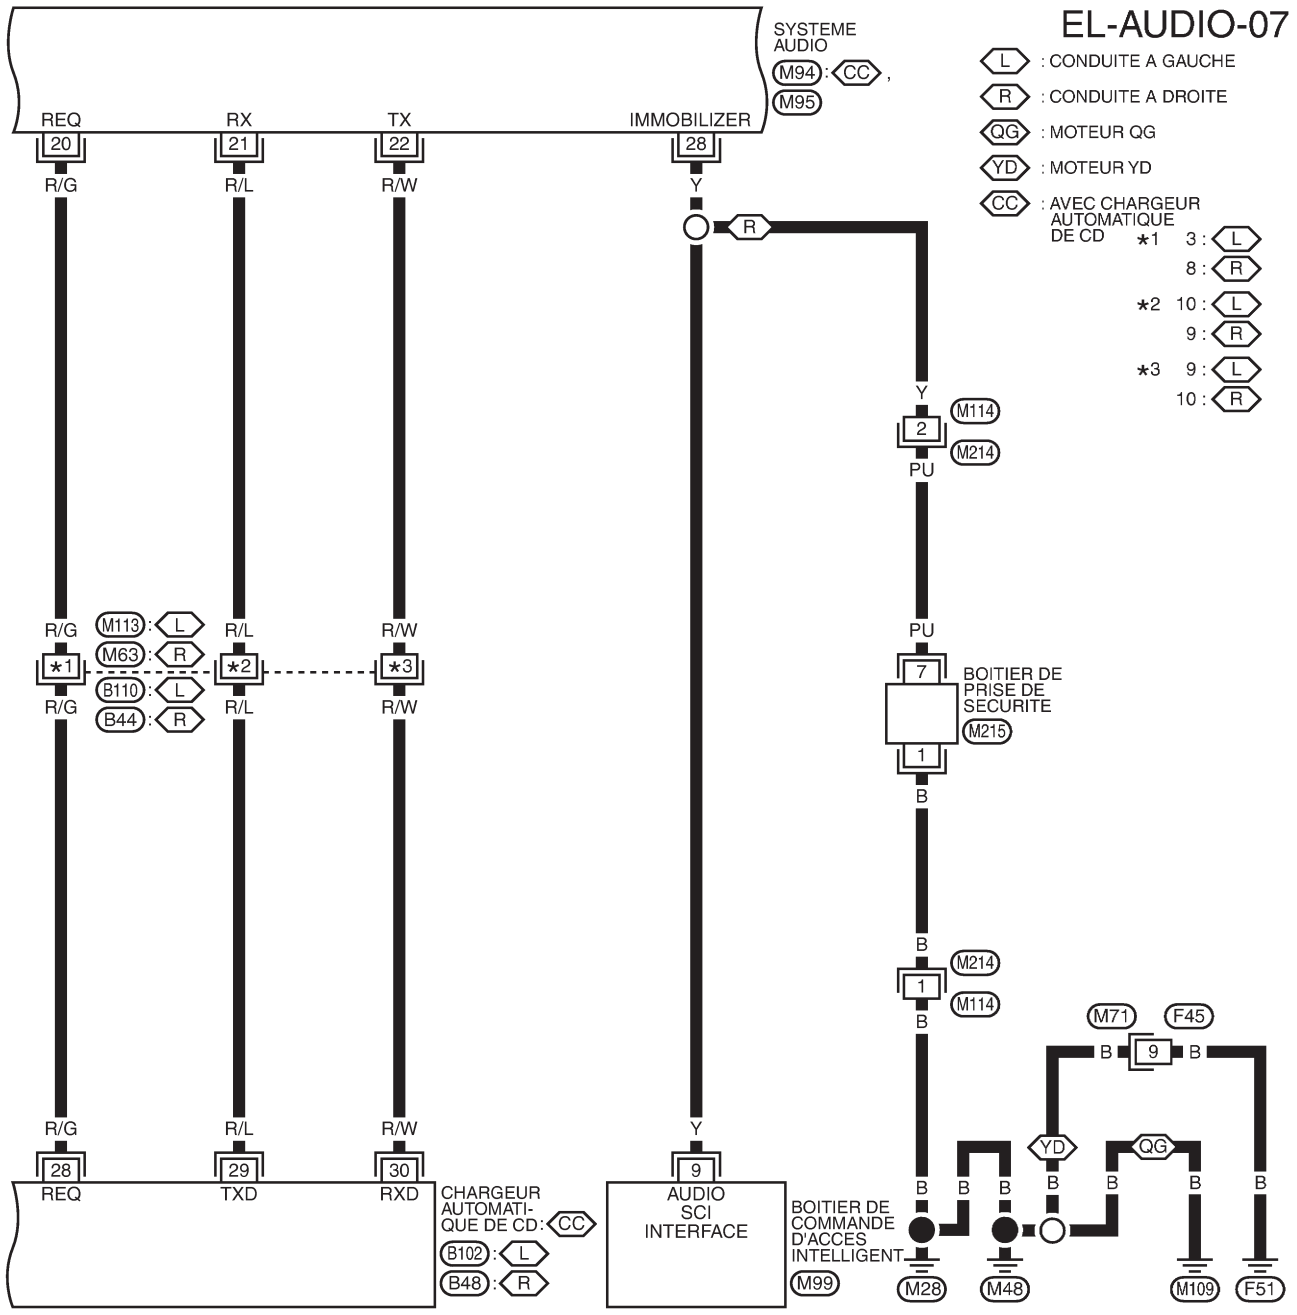 EL-AUDIO-07
SYSTEME
AUDIO
M94 : CC ,
M95
L : CONDUITE A GAUCHE
R : CONDUITE A DROITE
QG : MOTEUR QG
YD : MOTEUR YD
CC : AVEC CHARGEUR
AUTOMATIQUE
DE CD
*1 3 : L
8 : R
*2 10 : L
9 : R
*3 9 : L
10 : R
REQ RX TX IMMOBILIZER
20 21 22 28
R/G R/L R/W Y
R
Y
M114
2
M214
PU
R/G M113 : L R/L R/W PU
M63 : R
*1 *2 *3 7
B110 : L
R/G B44 : R R/L R/W
BOITIER DE
PRISE DE
SECURITE
M215
1
B
B
M214
1
M114
B
M71 F45
B 9 B
R/G R/L R/W Y
YD QG
28 29 30 9
REQ TXD RXD
AUDIO
SCI
INTERFACE
B B B B B B B
CHARGEUR
AUTOMATI-
QUE DE CD : CC
B102 : L
B48 : R
BOITIER DE
COMMANDE
D'ACCES
INTELLIGENT
M99
M28 M48 M109 F51